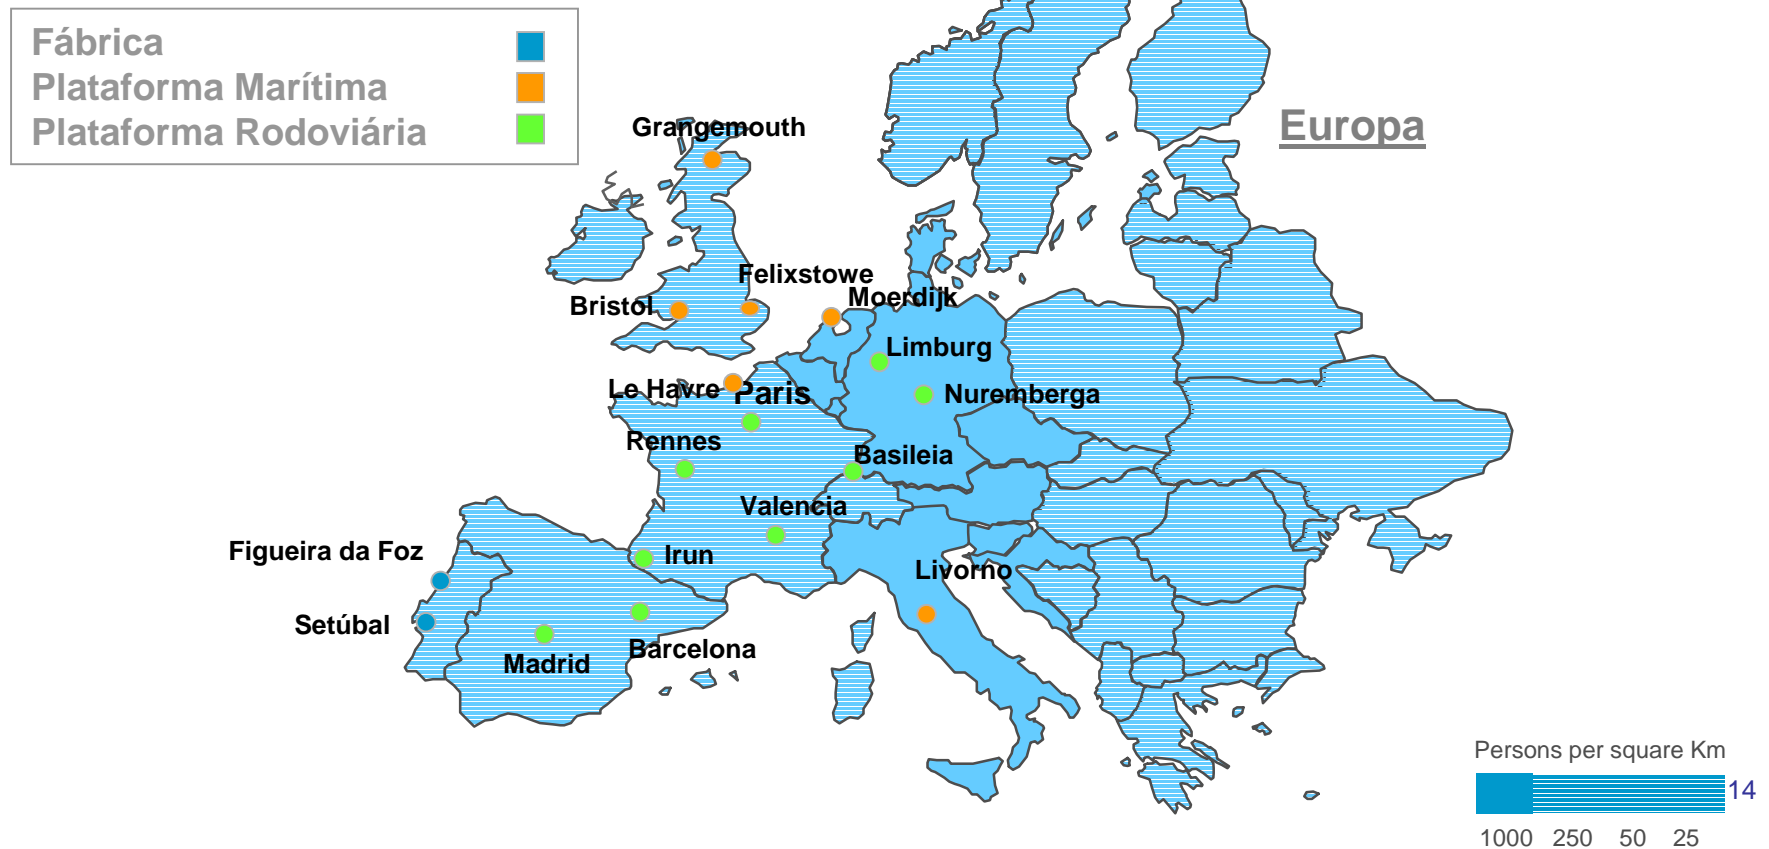 Fábrica
Plataforma Marítima
Plataforma Rodoviária
Europa
Grangemouth
Felixstowe
Moerdijk
Bristol
Limburg
Le Havre
Paris
Nuremberga
Rennes
Basileia
Valencia
Figueira da Foz
Irun
Livorno
Setúbal
Barcelona
Madrid
Persons per square Km
14
1000 250 50 25